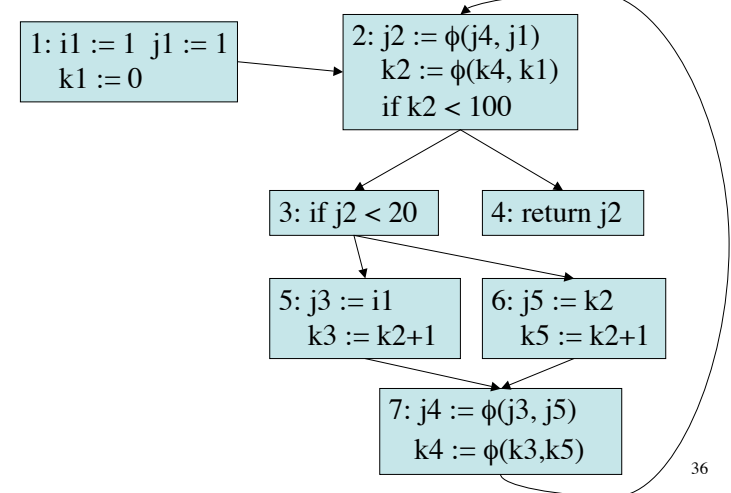 1: i1 := 1 j1 := 1
k1 := 0
2: j2 := ϕ(j4, j1)
k2 := ϕ(k4, k1)
if k2 < 100
3: if j2 < 20
4: return j2
5: j3 := i1
k3 := k2+1
6: j5 := k2
k5 := k2+1
7: j4 := ϕ(j3, j5)
k4 := ϕ(k3,k5)
36